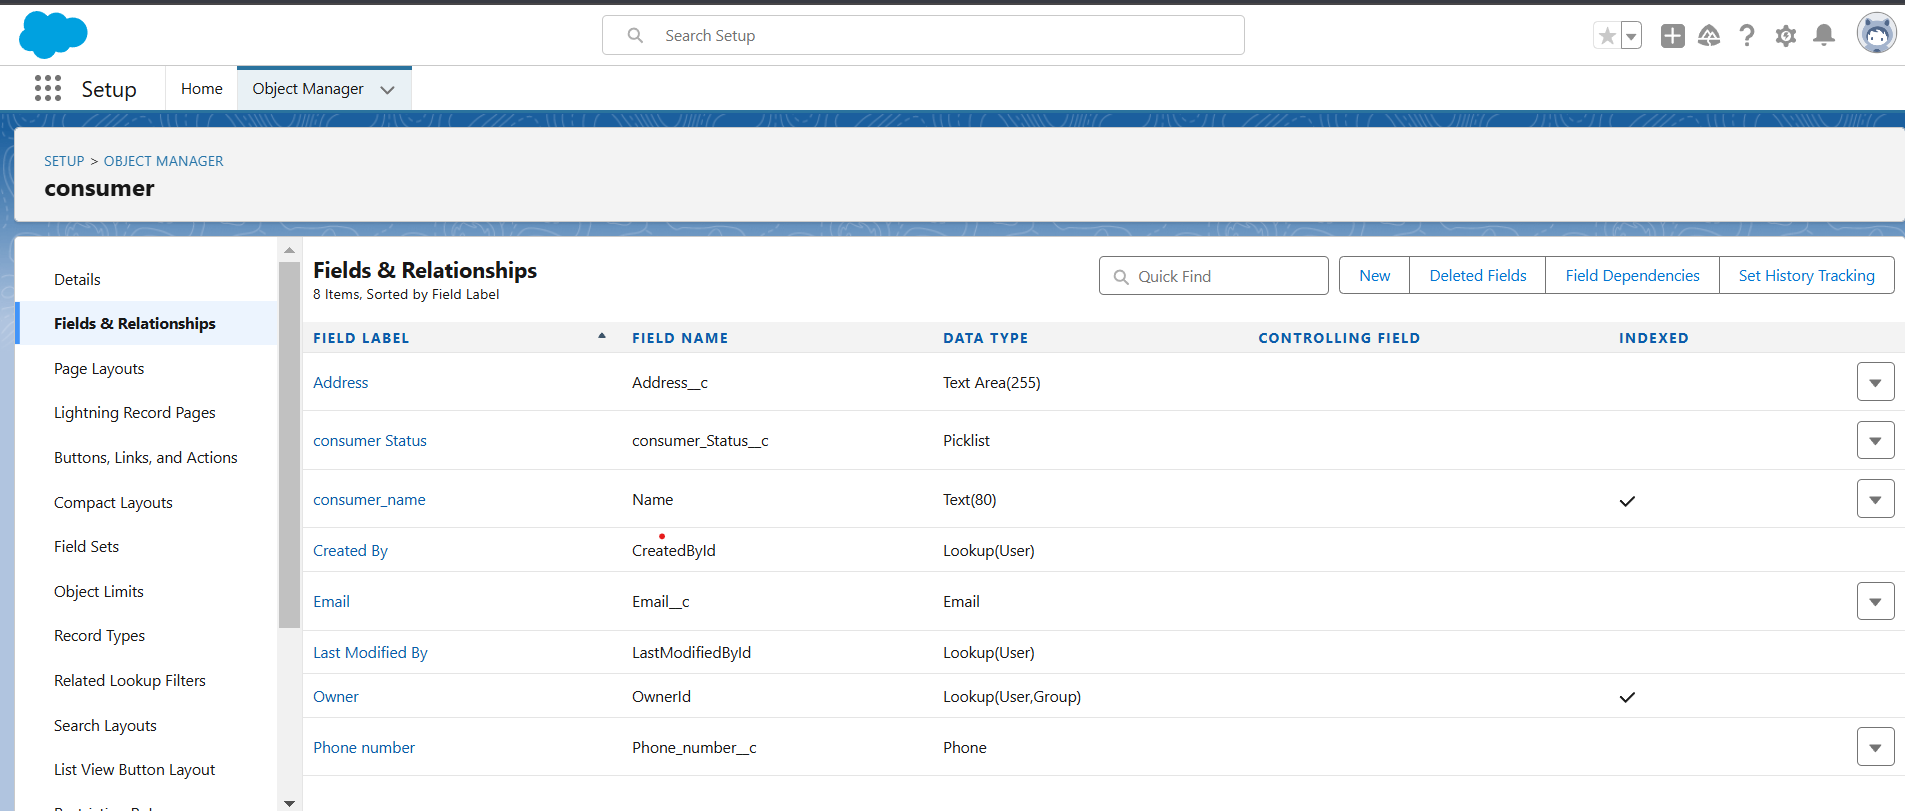 Search Setup
Setup
Home
Object Manager
SETUP > OBJECT MANAGER
consumer
Details
Fields & Relationships
Page Layouts
Lightning Record Pages
Buttons, Links, and Actions
Compact Layouts
Field Sets
Object Limits
Record Types
Related Lookup Filters
Search Layouts
List View Button Layout
Fields & Relationships
8 Items, Sorted by Field Label
Quick Find
New
Deleted Fields
Field Dependencies
Set History Tracking
FIELD LABEL FIELD NAME DATA TYPE CONTROLLING FIELD INDEXED
Address Address__c Text Area(255)
consumer Status consumer_Status__c Picklist
consumer_name Name Text(80)
Created By CreatedById Lookup(User)
Email Email__c Email
Last Modified By LastModifiedById Lookup(User)
Owner OwnerId Lookup(User,Group)
Phone number Phone_number__c Phone